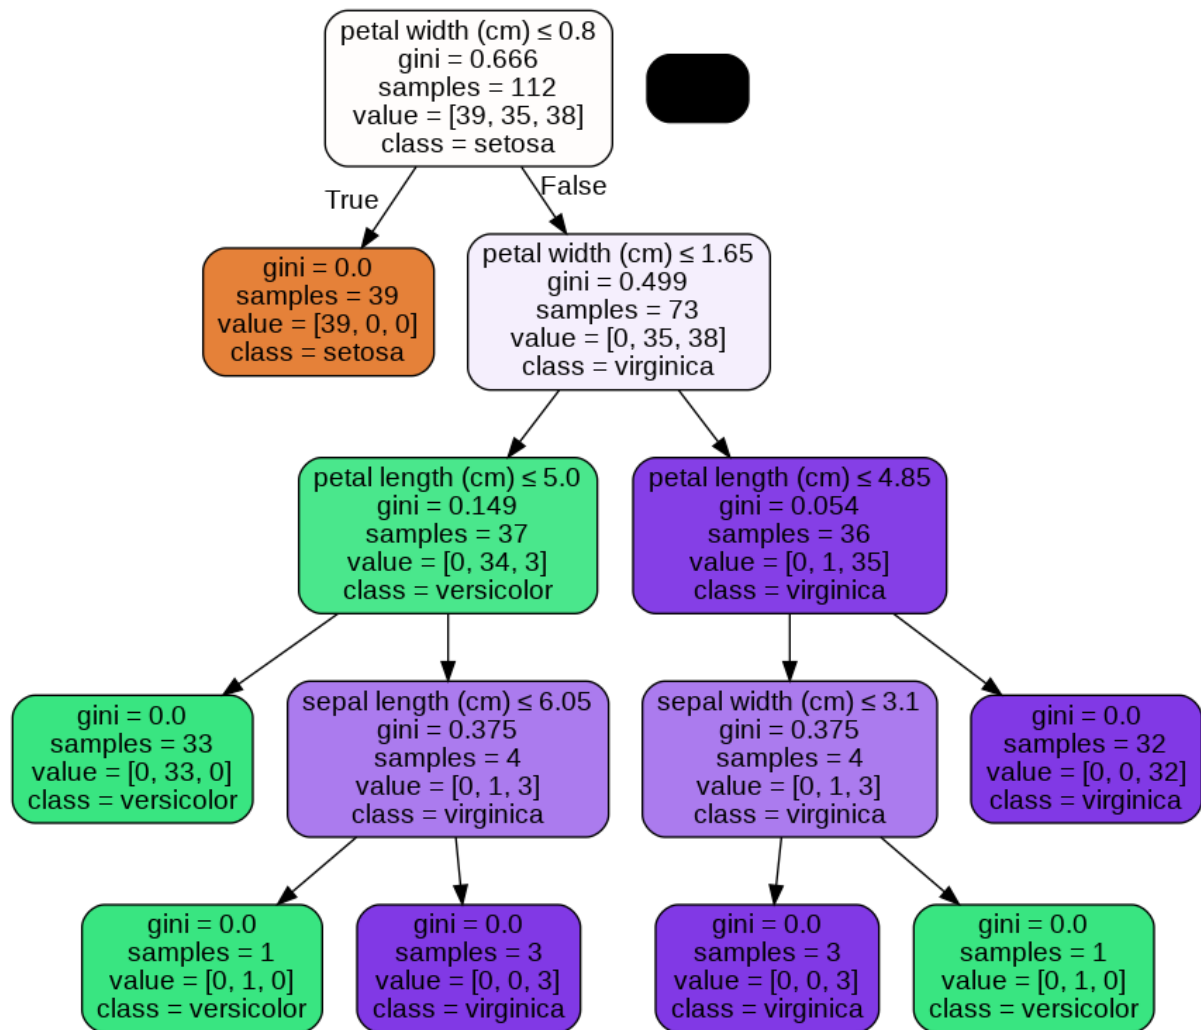 petal width (cm) ≤ 0.8
gini = 0.666
samples = 112
value = [39, 35, 38]
class = setosa
True
False
gini = 0.0
samples = 39
value = [39, 0, 0]
class = setosa
petal width (cm) ≤ 1.65
gini = 0.499
samples = 73
value = [0, 35, 38]
class = virginica
petal length (cm) ≤ 5.0
gini = 0.149
samples = 37
value = [0, 34, 3]
class = versicolor
petal length (cm) ≤ 4.85
gini = 0.054
samples = 36
value = [0, 1, 35]
class = virginica
gini = 0.0
samples = 33
value = [0, 33, 0]
class = versicolor
sepal length (cm) ≤ 6.05
gini = 0.375
samples = 4
value = [0, 1, 3]
class = virginica
sepal width (cm) ≤ 3.1
gini = 0.375
samples = 4
value = [0, 1, 3]
class = virginica
gini = 0.0
samples = 32
value = [0, 0, 32]
class = virginica
gini = 0.0
samples = 1
value = [0, 1, 0]
class = versicolor
gini = 0.0
samples = 3
value = [0, 0, 3]
class = virginica
gini = 0.0
samples = 3
value = [0, 0, 3]
class = virginica
gini = 0.0
samples = 1
value = [0, 1, 0]
class = versicolor